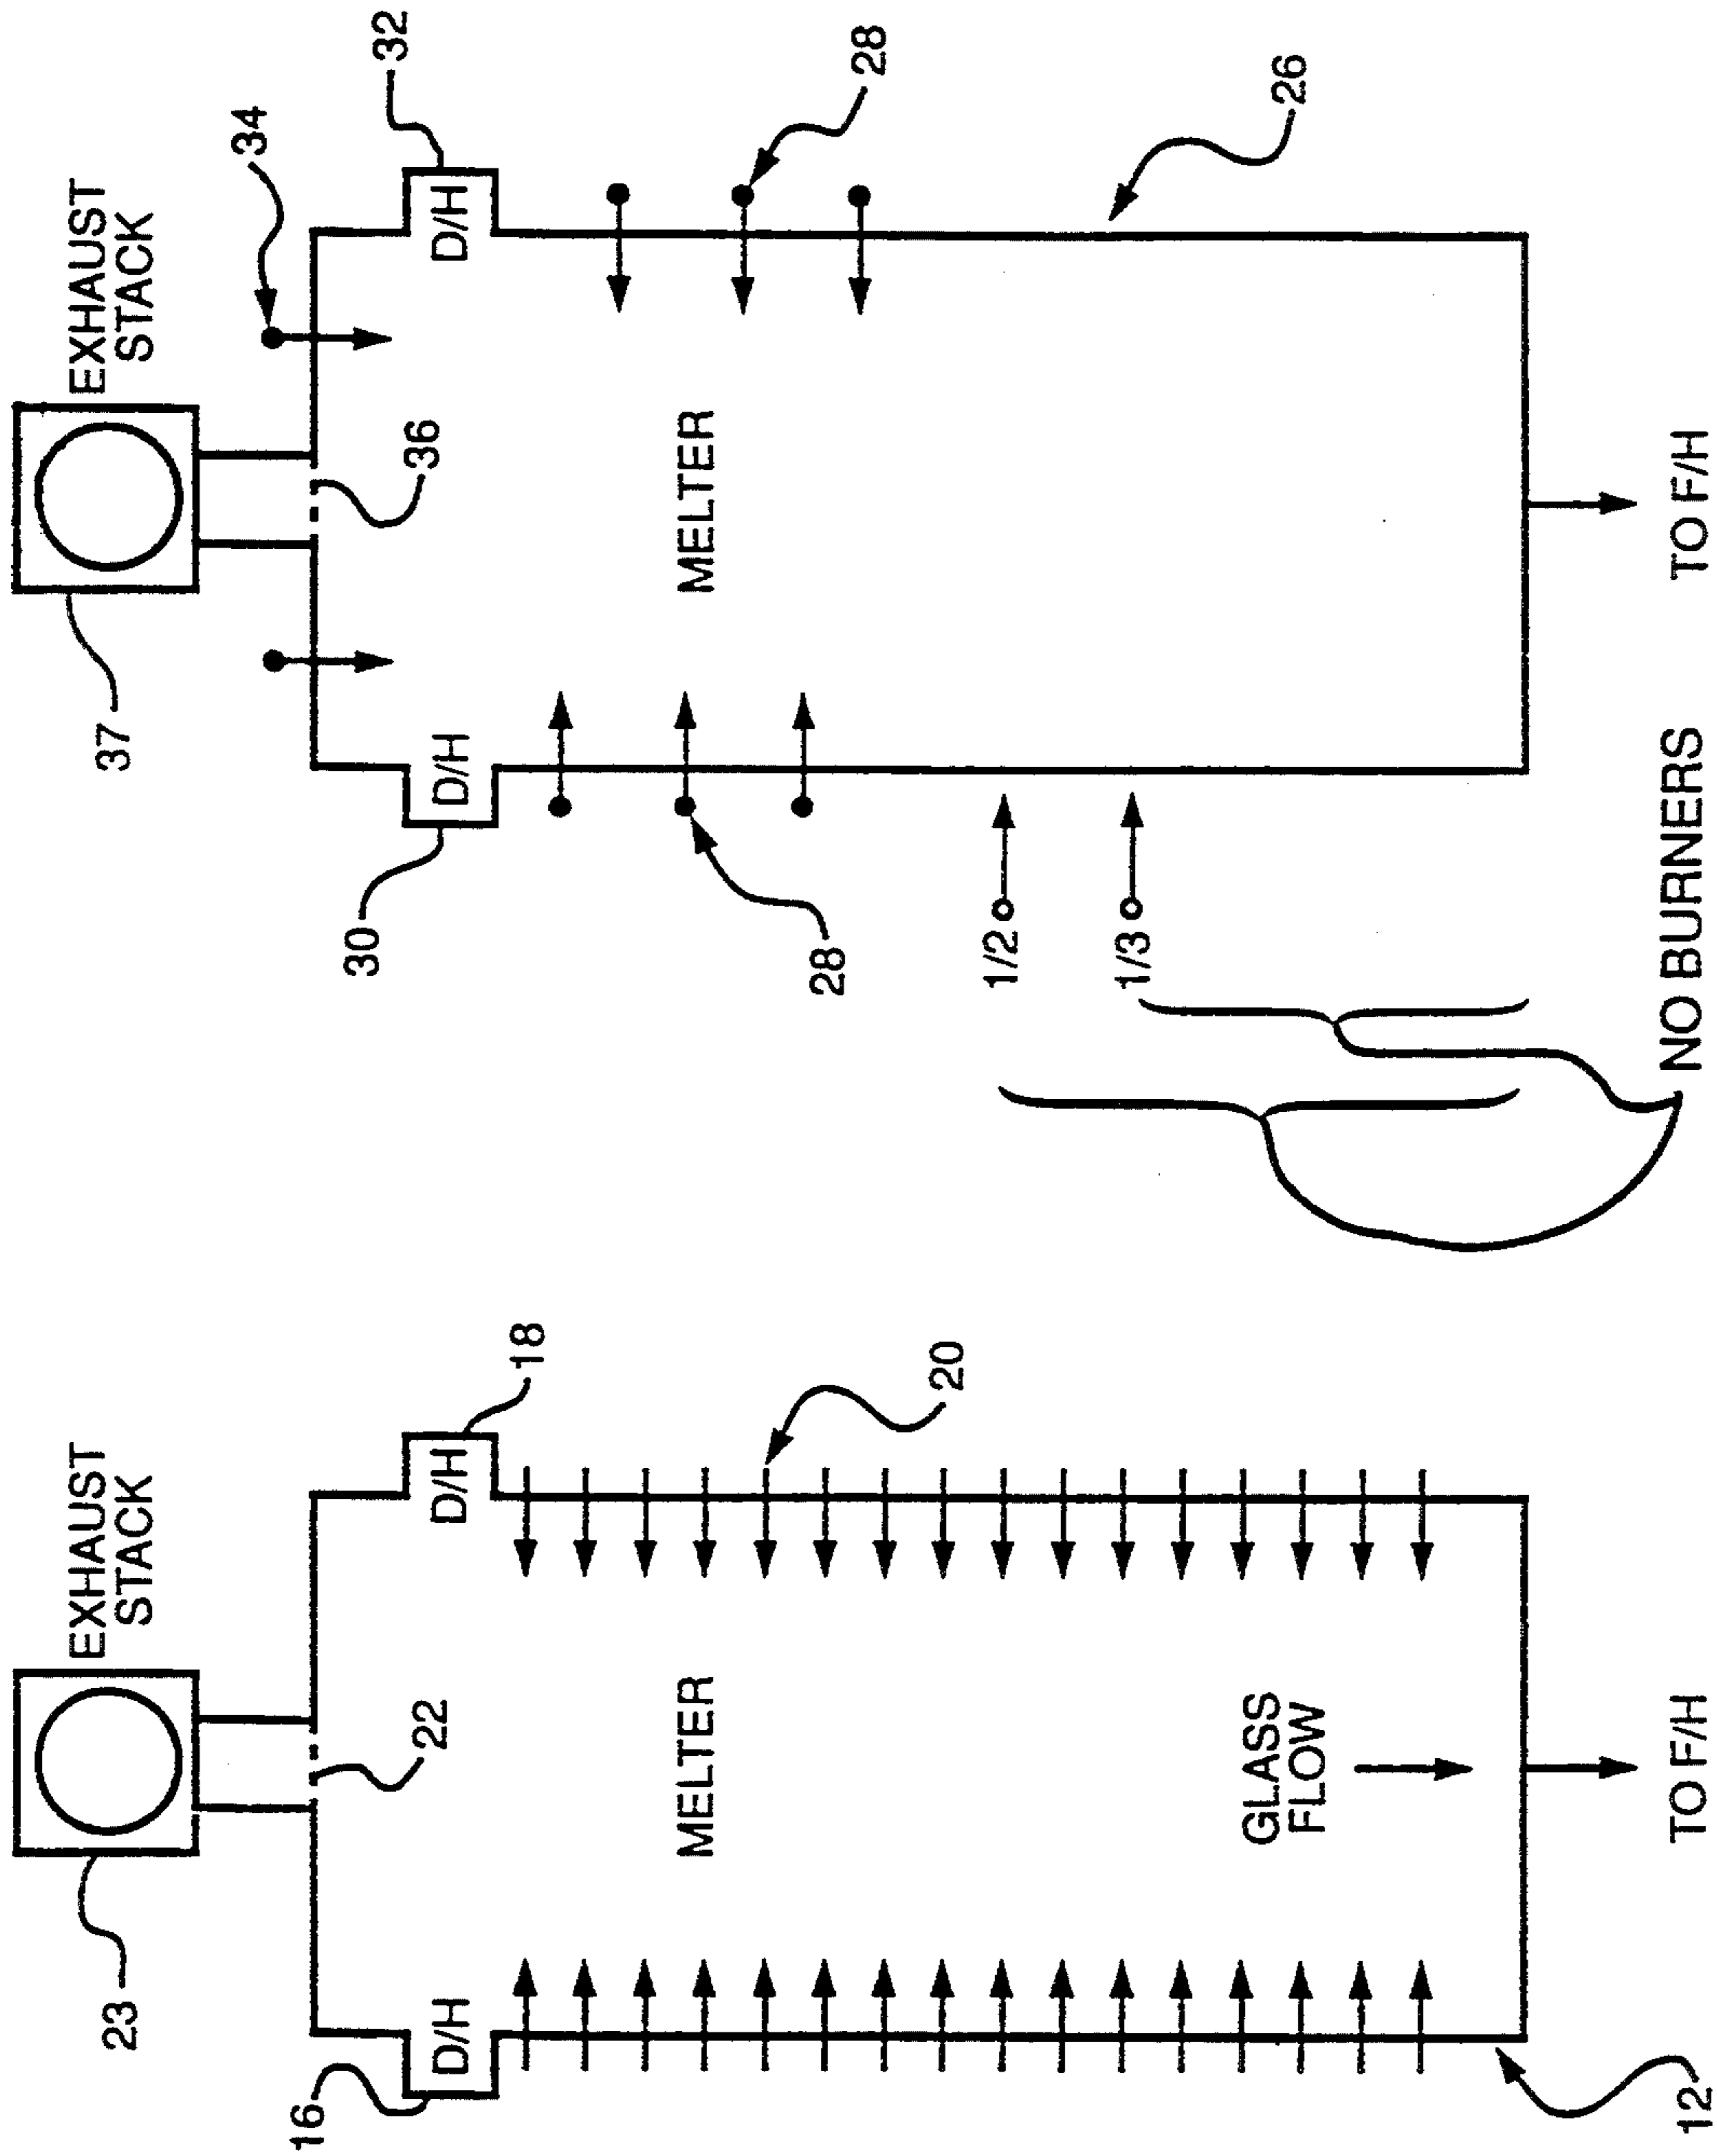 EXHAUST
STACK
23
22
16
D/H
D/H
18
MELTER
20
GLASS
FLOW
12
TO F/H
EXHAUST
STACK
37
34
36
32
30
D/H
D/H
28
28
MELTER
26
1/2
1/3
NO BURNERS
TO F/H